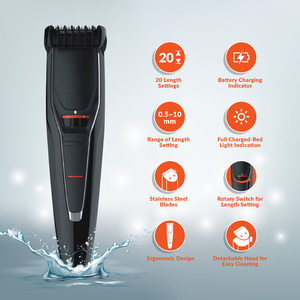 20
20 Length
Settings
Battery Charging
Indicator
0.5-10
mm
Range of Length
Setting
Full Charged-Red
Light Indication
Stainless Steel
Blades
Rotary Switch for
Length Setting
Ergonomic Design
Detachable Head for
Easy Cleaning